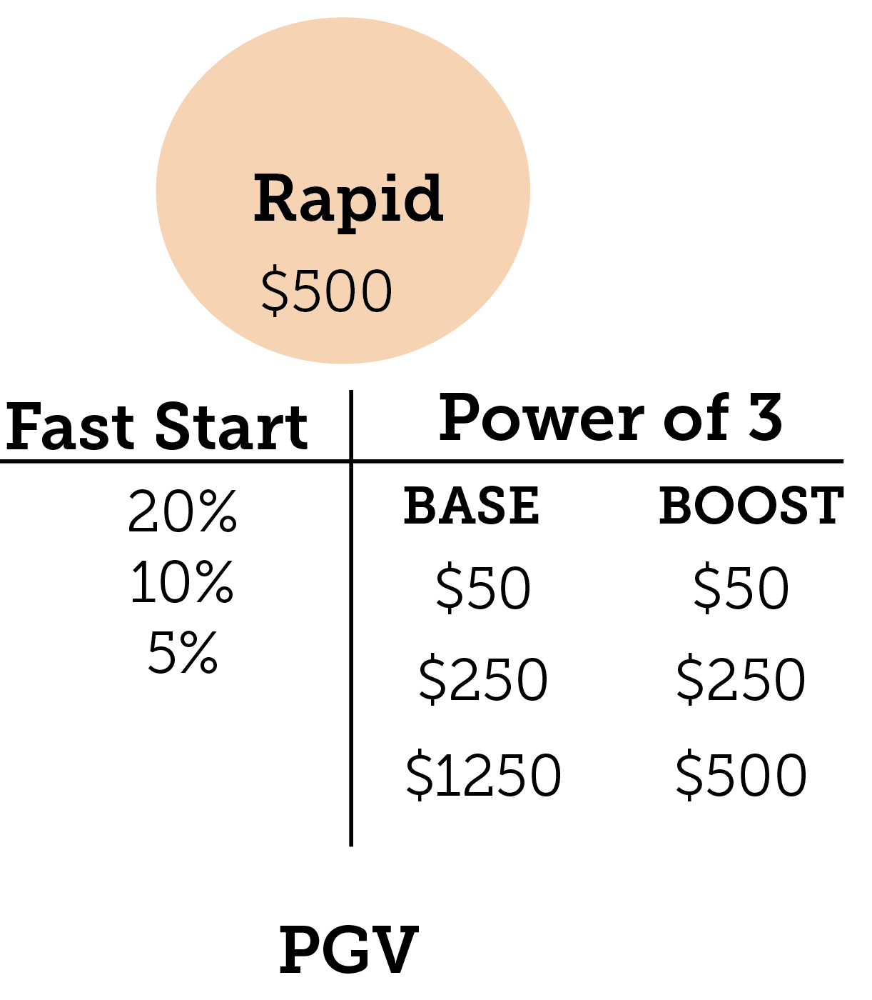 Rapid
$500
Fast Start
Power of 3
20%
10%
5%
BASE BOOST
$50 $50
$250 $250
$1250 $500
PGV